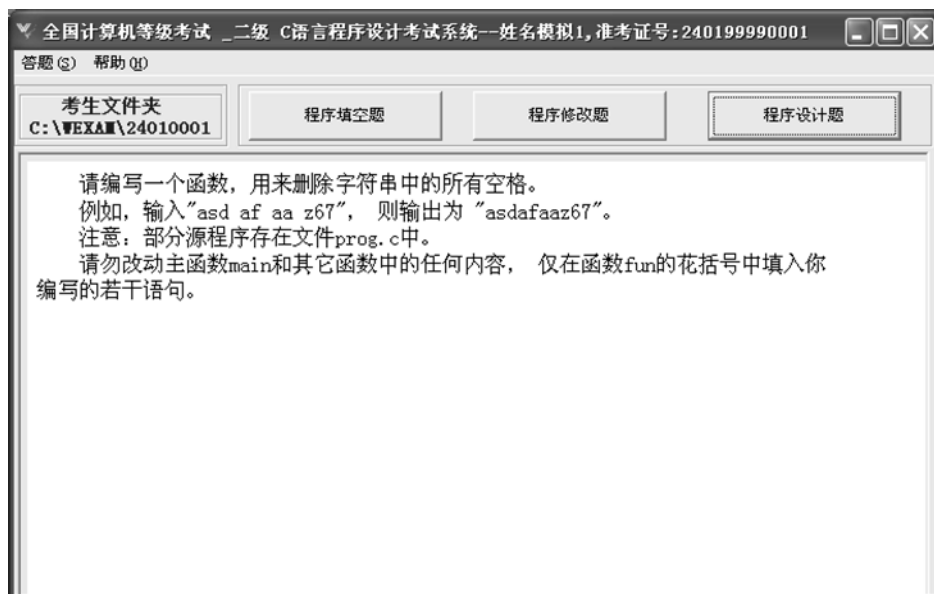 全国计算机等级考试 _二级 C语言程序设计考试系统--姓名模拟1,准考证号:240199990001
答题(S) 帮助(H)
考生文件夹
C:\WEXAM\24010001
程序填空题
程序修改题
程序设计题
请编写一个函数，用来删除字符串中的所有空格。
例如，输入"asd af aa z67"， 则输出为 "asdafaaz67"。
注意：部分源程序存在文件prog.c中。
请勿改动主函数main和其它函数中的任何内容， 仅在函数fun的花括号中填入你
编写的若干语句。